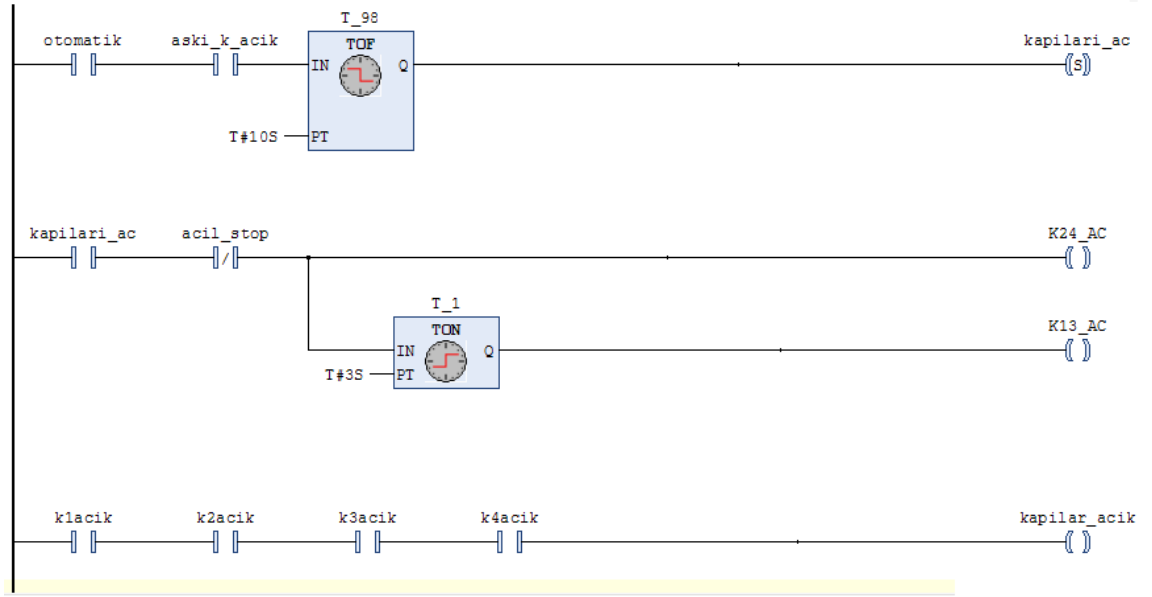 T_98
otomatik aski_k_acik TOF kapilari_ac
IN Q (S)
T#10S PT
kapilari_ac acil_stop K24_AC
/
T_1
TON K13_AC
IN Q
T#3S PT
k1acik k2acik k3acik k4acik kapilar_acik